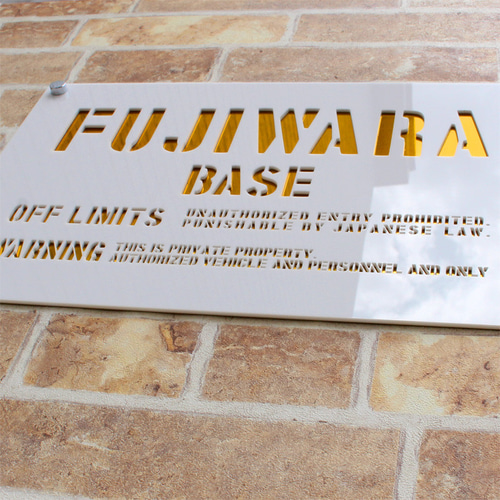 FUJIWARA
BASE
OFF LIMITS
UNAUTHORIZED ENTRY PROHIBITED.
PUNISHABLE BY JAPANESE LAW.
WARNING
THIS IS PRIVATE PROPERTY.
AUTHORIZED VEHICLE AND PERSONNEL AND ONLY